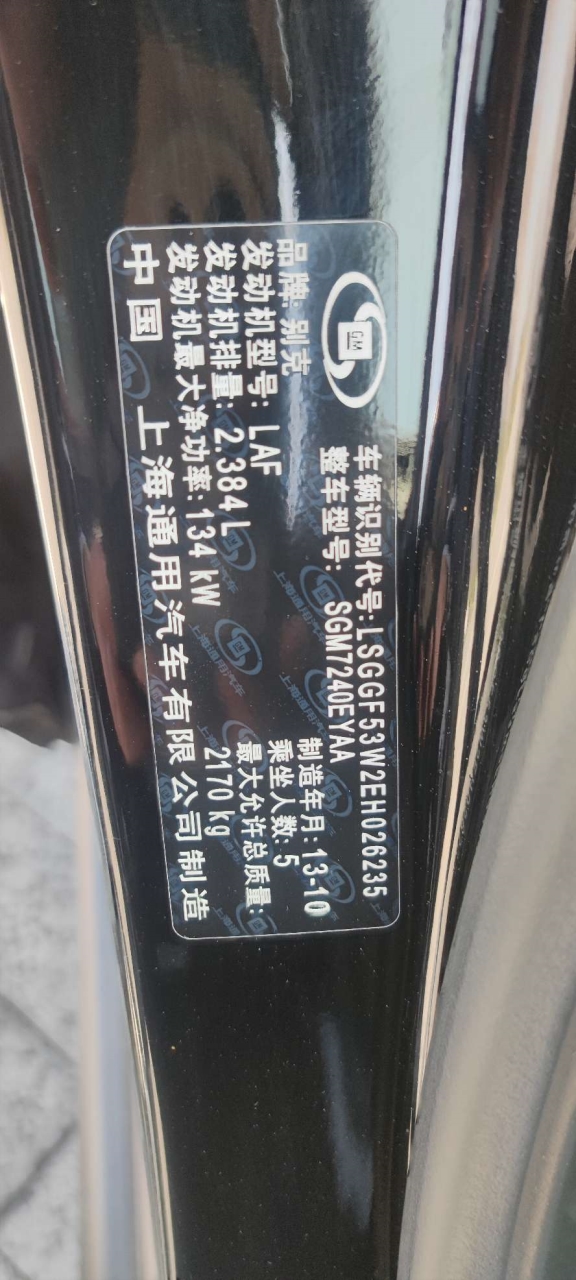 GM
车辆识别代号:LSGGF53W2EH026235
整车型号: SGM7240EYAA
品牌: 别克
制造年月: 13-10
发动机型号: LAF
乘坐人数: 5
发动机排量: 2.384L
最大允许总质量:
发动机最大净功率: 134 kW
2170 kg
中国 上海通用汽车有限公司制造